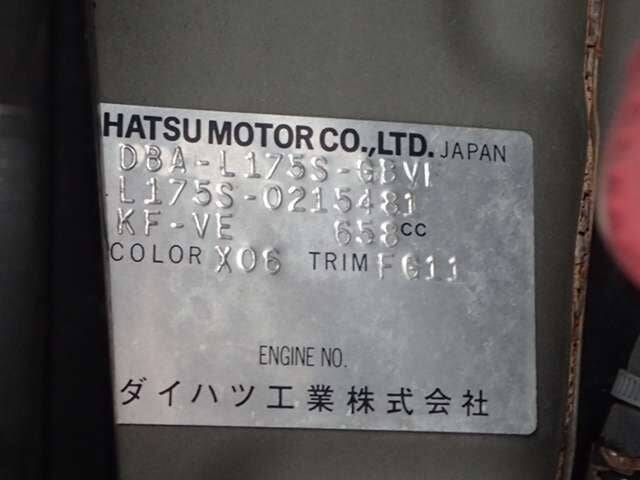 HATSU MOTOR CO.,LTD. JAPAN
DBA-L175S-GBVF
L175S-0215481
KF-VE 658CC
COLOR X06 TRIM FG11
ENGINE NO.
ダイハツ工業株式会社